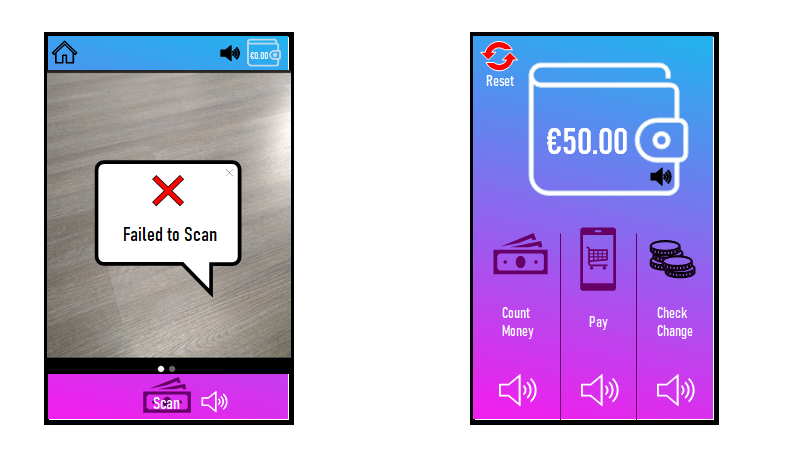 €0.00
Failed to Scan
Scan
Reset
€50.00
Count
Money
Pay
Check
Change